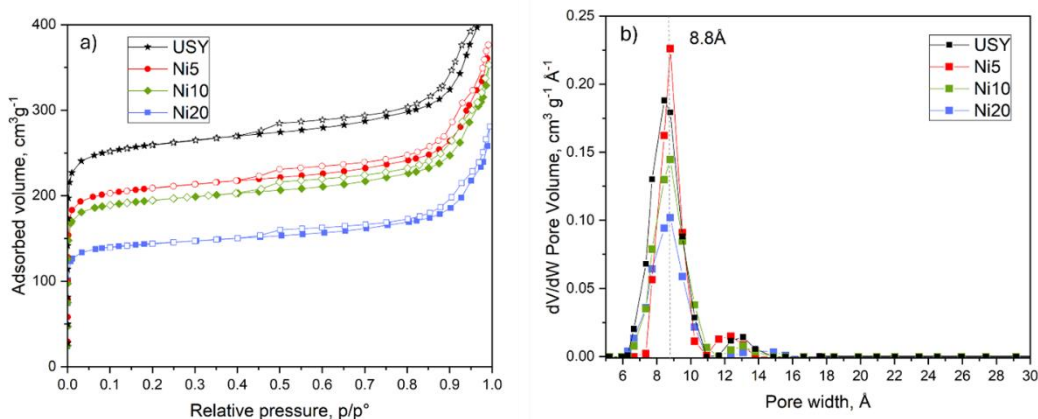 a)
USY
Ni5
Ni10
Ni20
400
300
200
100
0
0.0 0.1 0.2 0.3 0.4 0.5 0.6 0.7 0.8 0.9 1.0
Adsorbed volume, cm³g⁻¹
Relative pressure, p/p°
b)
8.8Å
USY
Ni5
Ni10
Ni20
0.25
0.20
0.15
0.10
0.05
0.00
6 8 10 12 14 16 18 20 22 24 26 28 30
dV/dW Pore Volume, cm³ g⁻¹ Å⁻¹
Pore width, Å